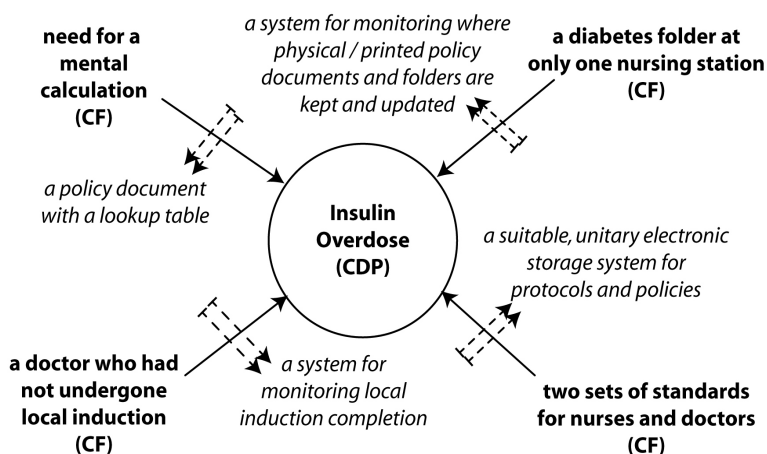 need for a
mental
calculation
(CF)
a system for monitoring where
physical / printed policy
documents and folders are
kept and updated
a diabetes folder at
only one nursing station
(CF)
a policy document
with a lookup table
Insulin
Overdose
(CDP)
a suitable, unitary electronic
storage system for
protocols and policies
a doctor who had
not undergone
local induction
(CF)
a system for
monitoring local
induction completion
two sets of standards
for nurses and doctors
(CF)